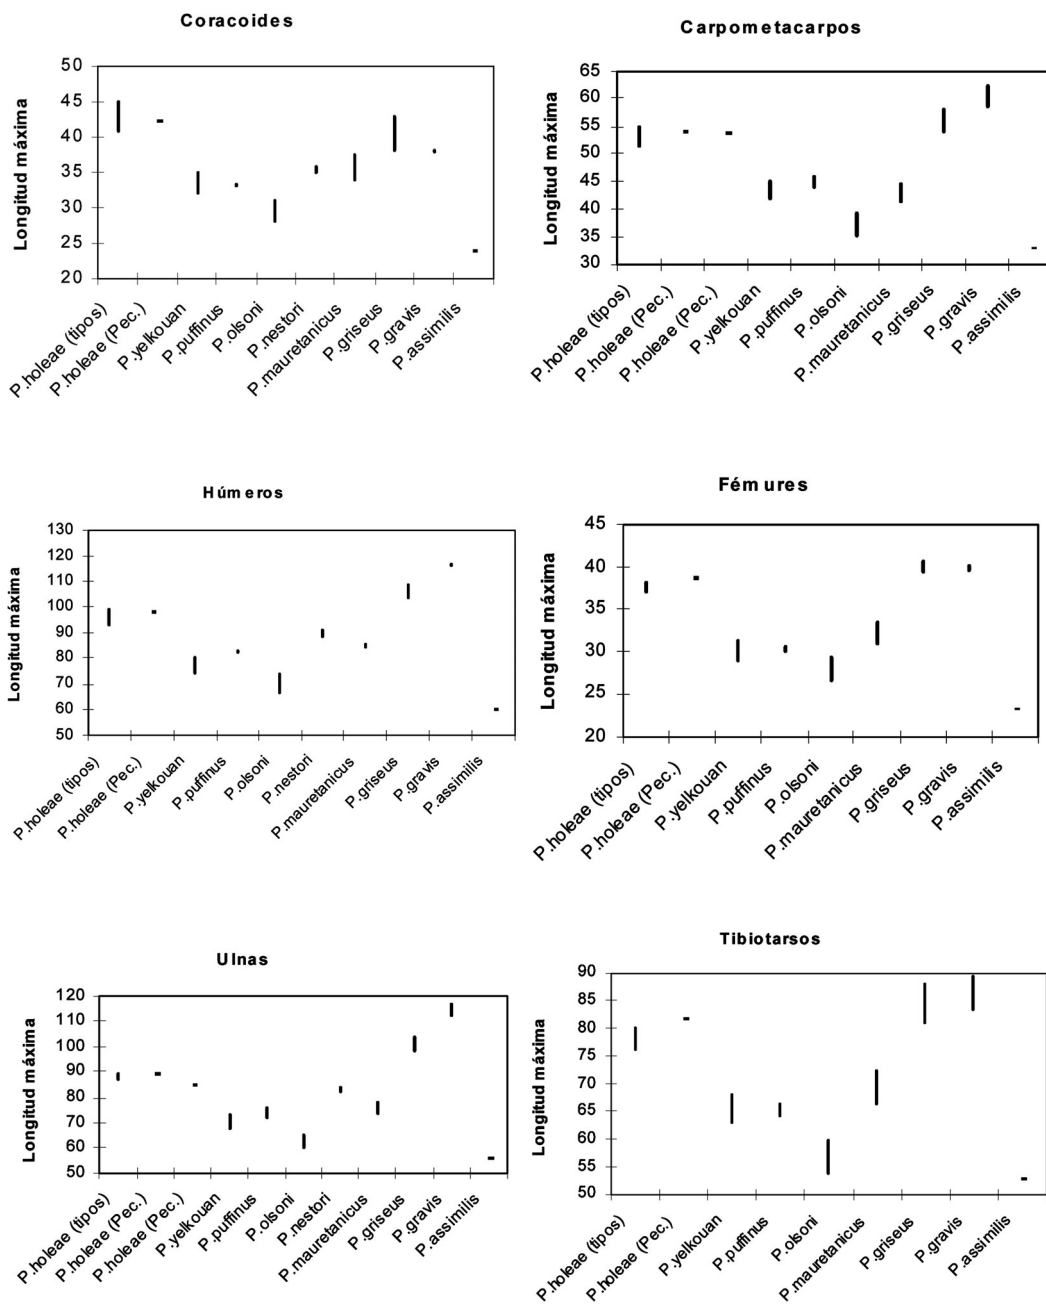 Coracoides
Longitud máxima
50
45
40
35
30
25
20
P.holeae (tipos)
P.holeae (Pec.)
P.yelkouan
P.puffinus
P.olsoni
P.nestori
P.mauretanicus
P.griseus
P.gravis
P.assimilis
Carpometacarpos
Longitud máxima
65
60
55
50
45
40
35
30
P.holeae (tipos)
P.holeae (Pec.)
P.holeae (Pec.)
P.yelkouan
P.puffinus
P.olsoni
P.mauretanicus
P.griseus
P.gravis
P.assimilis
Húmeros
Longitud máxima
130
120
110
100
90
80
70
60
50
P.holeae (tipos)
P.holeae (Pec.)
P.yelkouan
P.puffinus
P.olsoni
P.nestori
P.mauretanicus
P.griseus
P.gravis
P.assimilis
Fémures
Longitud máxima
45
40
35
30
25
20
P.holeae (tipos)
P.holeae (Pec.)
P.yelkouan
P.puffinus
P.olsoni
P.mauretanicus
P.griseus
P.gravis
P.assimilis
Ulnas
Longitud máxima
120
110
100
90
80
70
60
50
P.holeae (tipos)
P.holeae (Pec.)
P.holeae (Pec.)
P.yelkouan
P.puffinus
P.olsoni
P.nestori
P.mauretanicus
P.griseus
P.gravis
P.assimilis
Tibiotarsos
Longitud máxima
90
85
80
75
70
65
60
55
50
P.holeae (tipos)
P.holeae (Pec.)
P.yelkouan
P.puffinus
P.olsoni
P.mauretanicus
P.griseus
P.gravis
P.assimilis